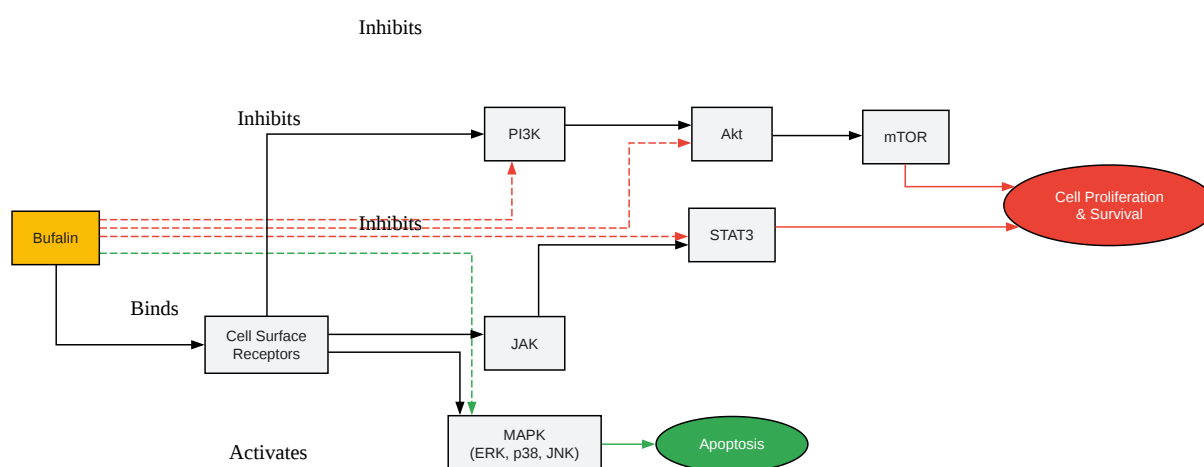 Inhibits
Inhibits
PI3K
Akt
mTOR
Cell Proliferation
& Survival
Inhibits
Bufalin
STAT3
Binds
Cell Surface
Receptors
JAK
MAPK
(ERK, p38, JNK)
Apoptosis
Activates